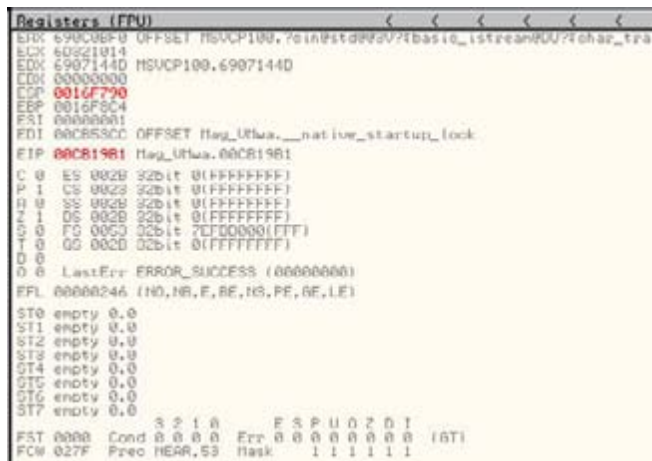 Registers (FPU) < < < < < <
EAX 690C0BF0 OFFSET MSVCP100.?cin@std@@3V?$basic_istream@DU?$char_tra
ECX 6D321014
EDX 6907144D MSVCP100.6907144D
EBX 00000000
ESP 0016F790
EBP 0016F8C4
ESI 00000001
EDI 00CB53CC OFFSET Mag_VMwa.__native_startup_lock
EIP 00CB19B1 Mag_VMwa.00CB19B1
C 0 ES 002B 32bit 0(FFFFFFFF)
P 1 CS 0023 32bit 0(FFFFFFFF)
A 0 SS 002B 32bit 0(FFFFFFFF)
Z 1 DS 002B 32bit 0(FFFFFFFF)
S 0 FS 0053 32bit 7EFDD000(FFF)
T 0 GS 002B 32bit 0(FFFFFFFF)
D 0
O 0 LastErr ERROR_SUCCESS (00000000)
EFL 00000246 (NO,NB,E,BE,NS,PE,GE,LE)
ST0 empty 0.0
ST1 empty 0.0
ST2 empty 0.0
ST3 empty 0.0
ST4 empty 0.0
ST5 empty 0.0
ST6 empty 0.0
ST7 empty 0.0
3 2 1 0 E S P U O Z D I
FST 0000 Cond 0 0 0 0 Err 0 0 0 0 0 0 0 0 (GT)
FCW 027F Prec NEAR,53 Mask 1 1 1 1 1 1